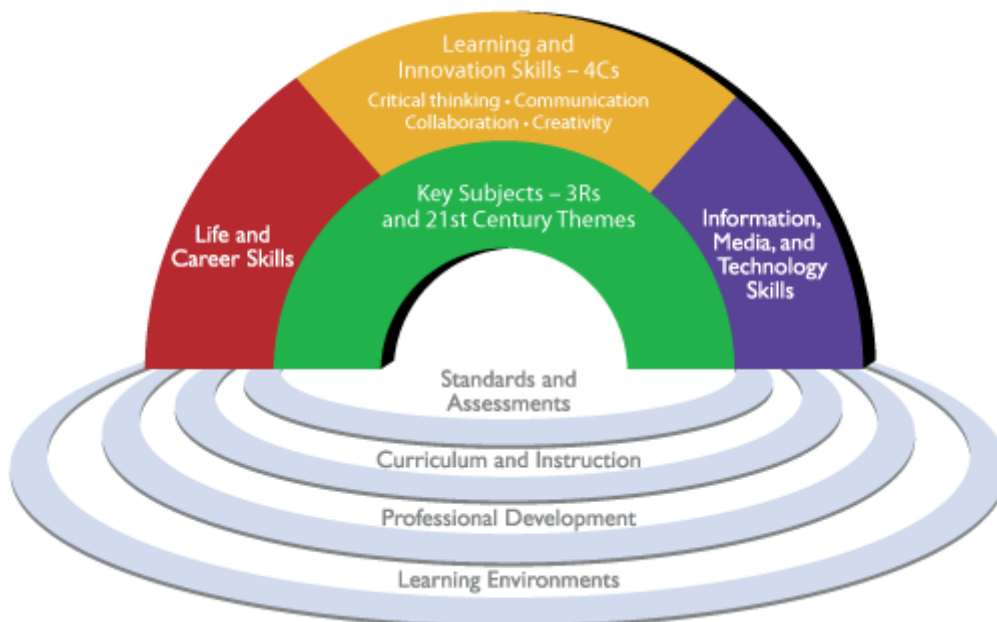 Learning and
Innovation Skills – 4Cs
Critical thinking • Communication
Collaboration • Creativity
Key Subjects – 3Rs
and 21st Century Themes
Life and
Career Skills
Information,
Media, and
Technology
Skills
Standards and
Assessments
Curriculum and Instruction
Professional Development
Learning Environments